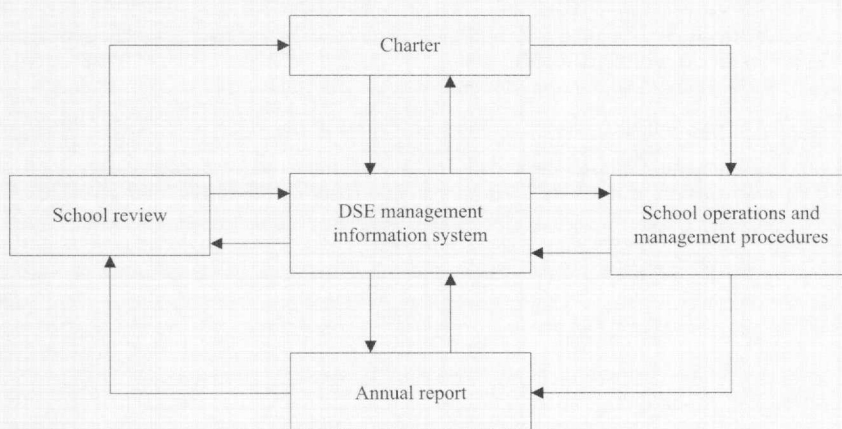 Charter
School review
DSE management
information system
School operations and
management procedures
Annual report